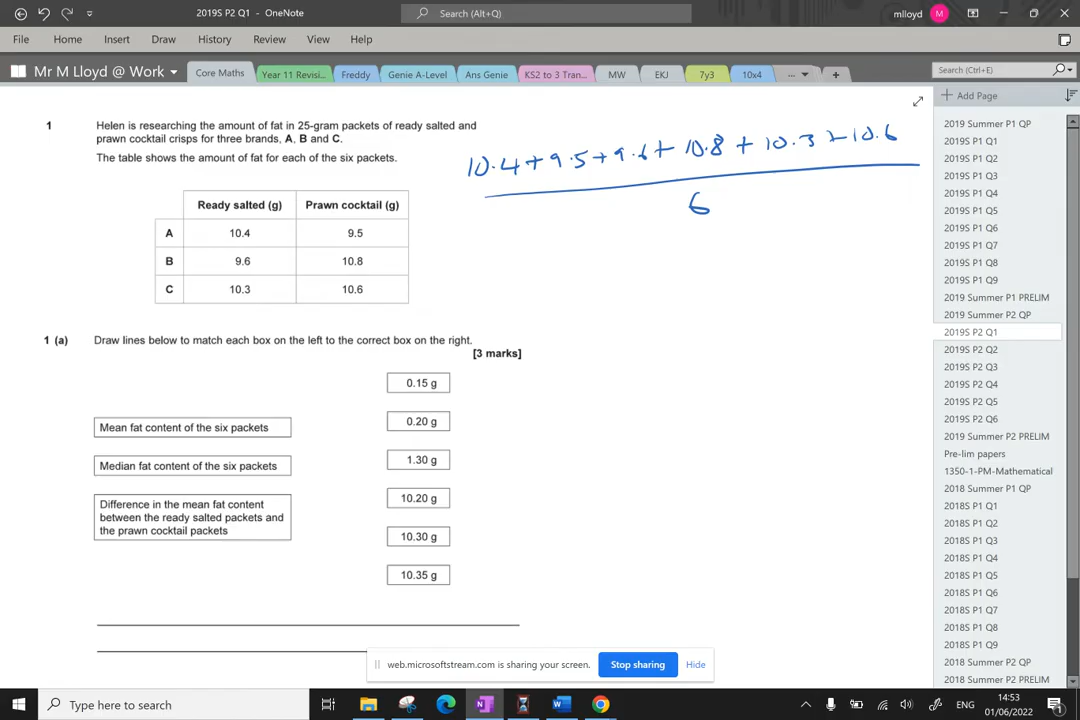 2019S P2 Q1 - OneNote
Search (Alt+Q)
mlloyd
M
File Home Insert Draw History Review View Help
Mr M Lloyd @ Work
Core Maths
Year 11 Revisi...
Freddy
Genie A-Level
Ans Genie
KS2 to 3 Tran...
MW
EKJ
7y3
10x4
...
+
Search (Ctrl+E)
1 Helen is researching the amount of fat in 25-gram packets of ready salted and
prawn cocktail crisps for three brands, A, B and C.
The table shows the amount of fat for each of the six packets.
Ready salted (g) Prawn cocktail (g)
A 10.4 9.5
B 9.6 10.8
C 10.3 10.6
10.4 + 9.5 + 9.6 + 10.8 + 10.3 + 10.6
6
1 (a) Draw lines below to match each box on the left to the correct box on the right.
[3 marks]
Mean fat content of the six packets
Median fat content of the six packets
Difference in the mean fat content
between the ready salted packets and
the prawn cocktail packets
0.15 g
0.20 g
1.30 g
10.20 g
10.30 g
10.35 g
Add Page
2019 Summer P1 QP
2019S P1 Q1
2019S P1 Q2
2019S P1 Q3
2019S P1 Q4
2019S P1 Q5
2019S P1 Q6
2019S P1 Q7
2019S P1 Q8
2019S P1 Q9
2019 Summer P1 PRELIM
2019 Summer P2 QP
2019S P2 Q1
2019S P2 Q2
2019S P2 Q3
2019S P2 Q4
2019S P2 Q5
2019S P2 Q6
2019 Summer P2 PRELIM
Pre-lim papers
1350-1-PM-Mathematical
2018 Summer P1 QP
2018S P1 Q1
2018S P1 Q2
2018S P1 Q3
2018S P1 Q4
2018S P1 Q5
2018S P1 Q6
2018S P1 Q7
2018S P1 Q8
2018S P1 Q9
2018 Summer P2 QP
2018 Summer P2 PRELIM
web.microsoftstream.com is sharing your screen.
Stop sharing
Hide
Type here to search
ENG
14:53
01/06/2022